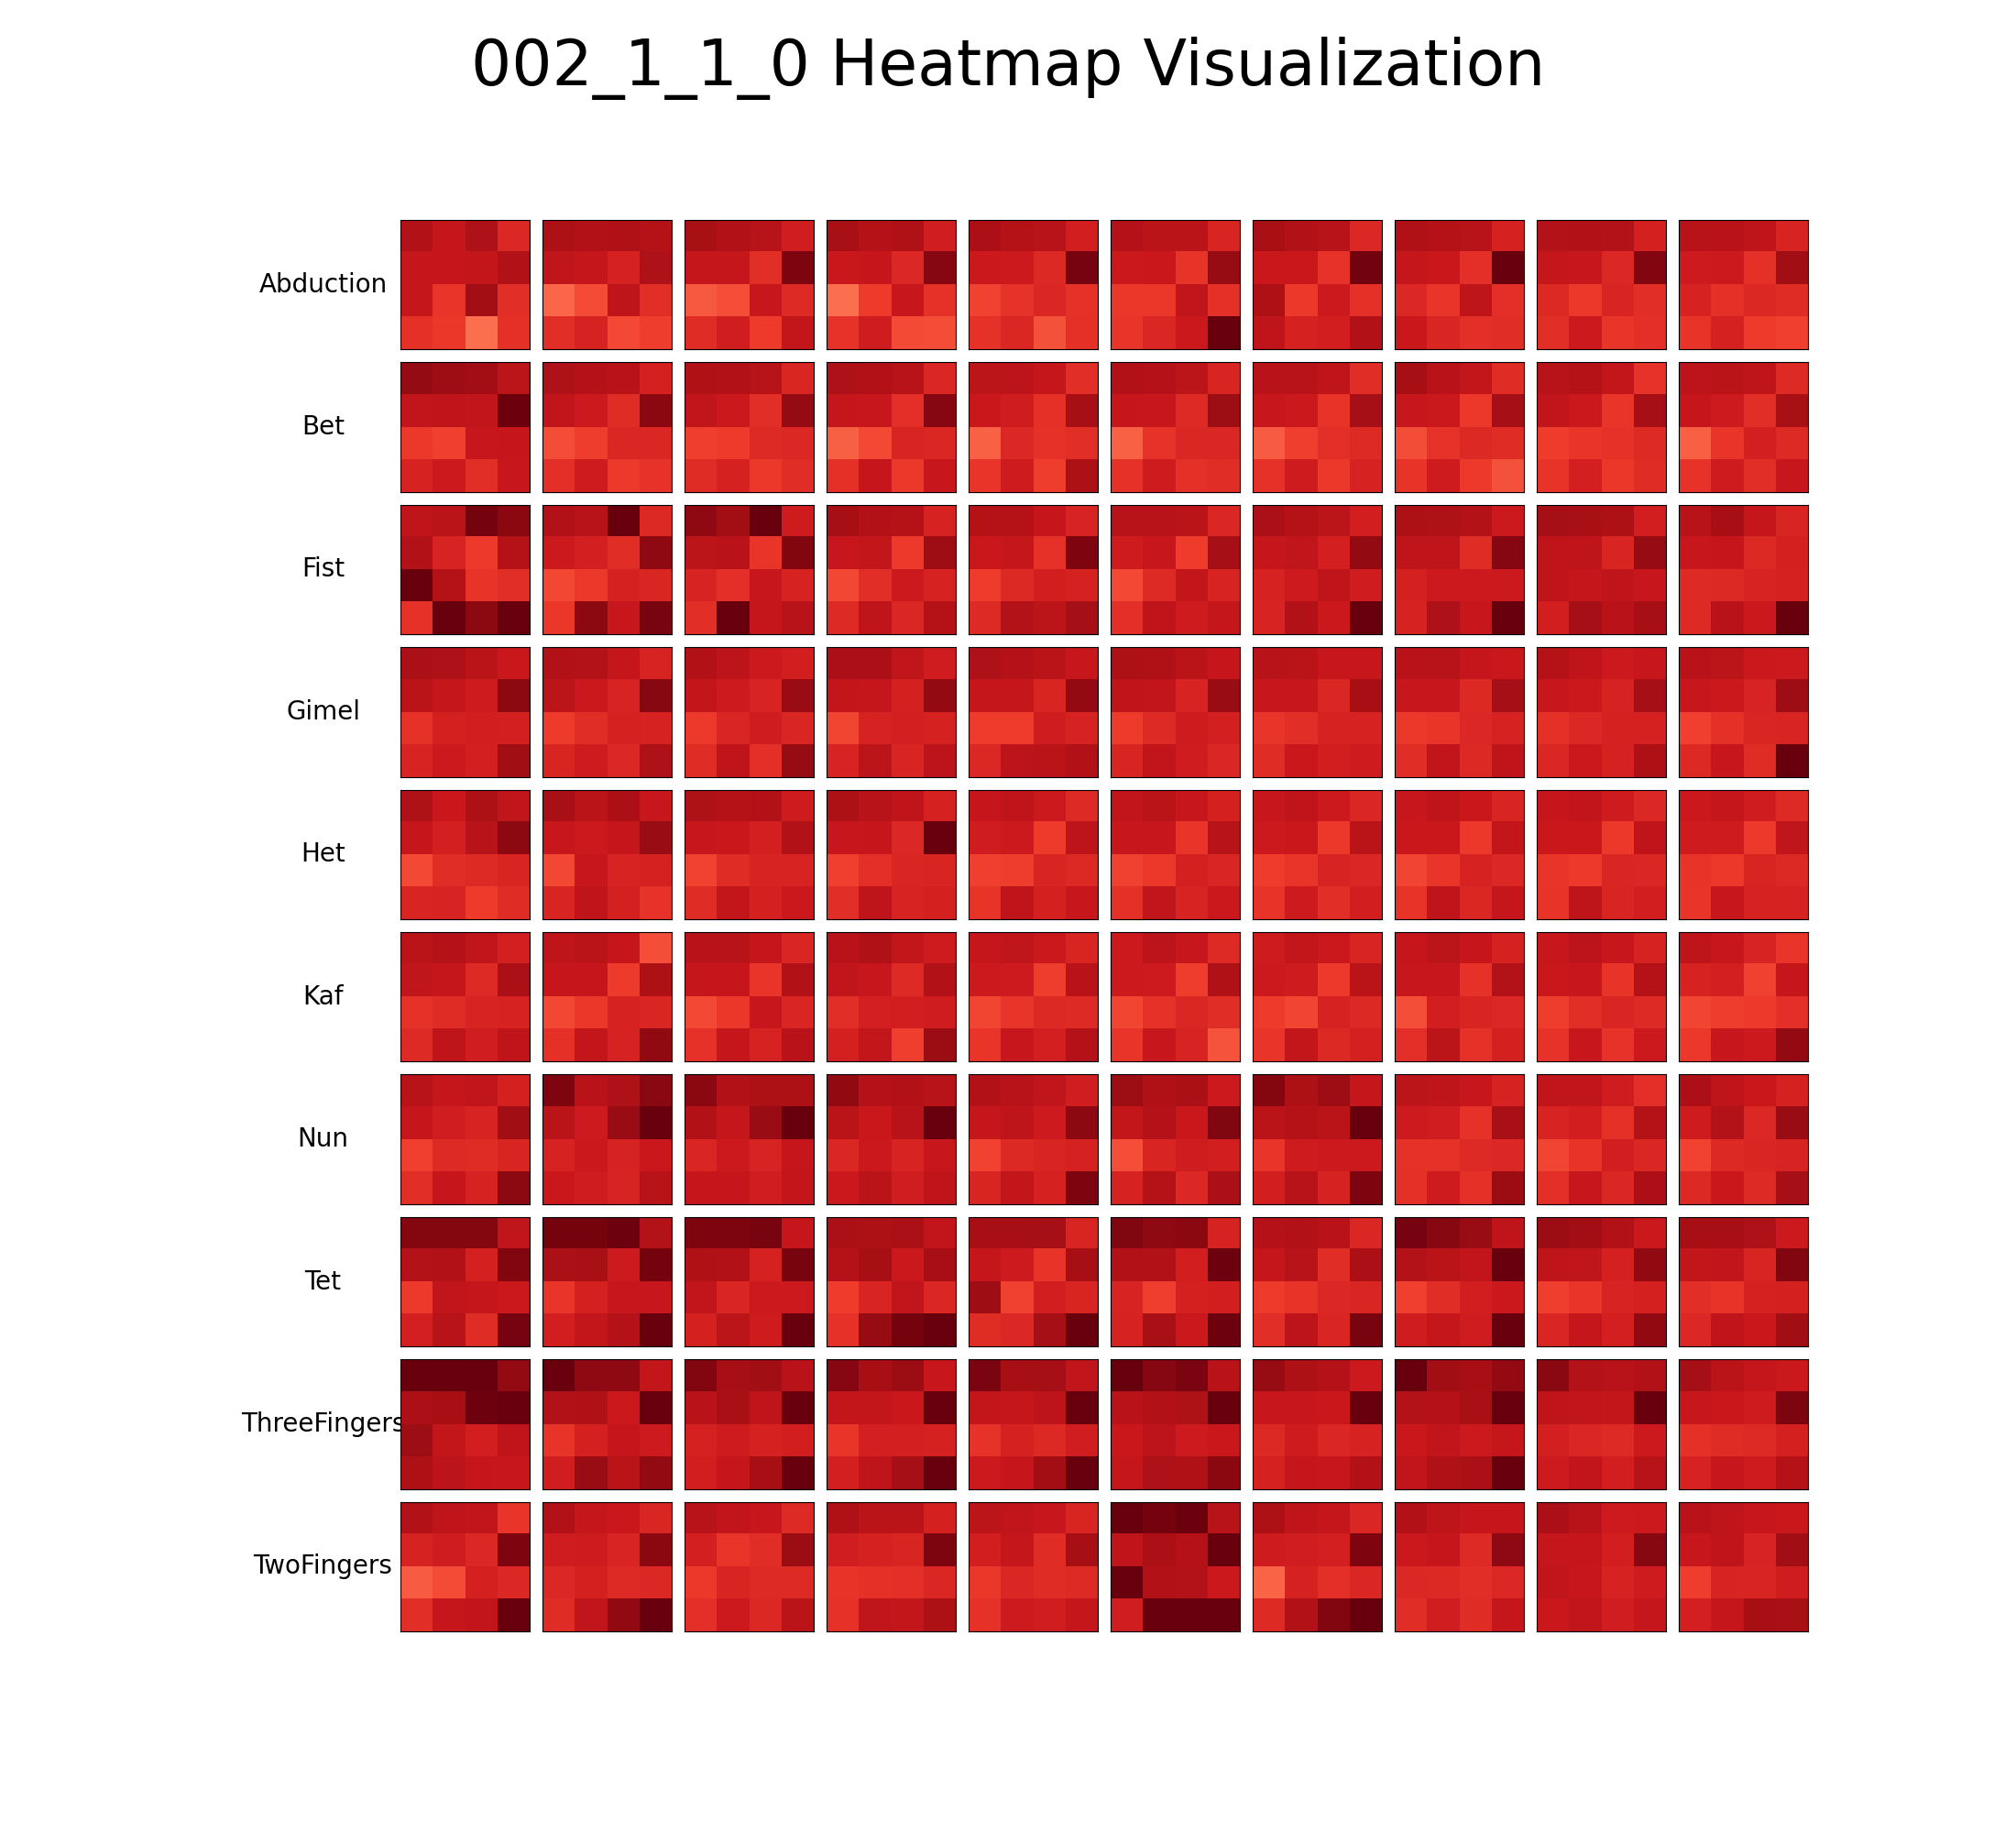 002_1_1_0 Heatmap Visualization
Abduction
Bet
Fist
Gimel
Het
Kaf
Nun
Tet
ThreeFingers
TwoFingers